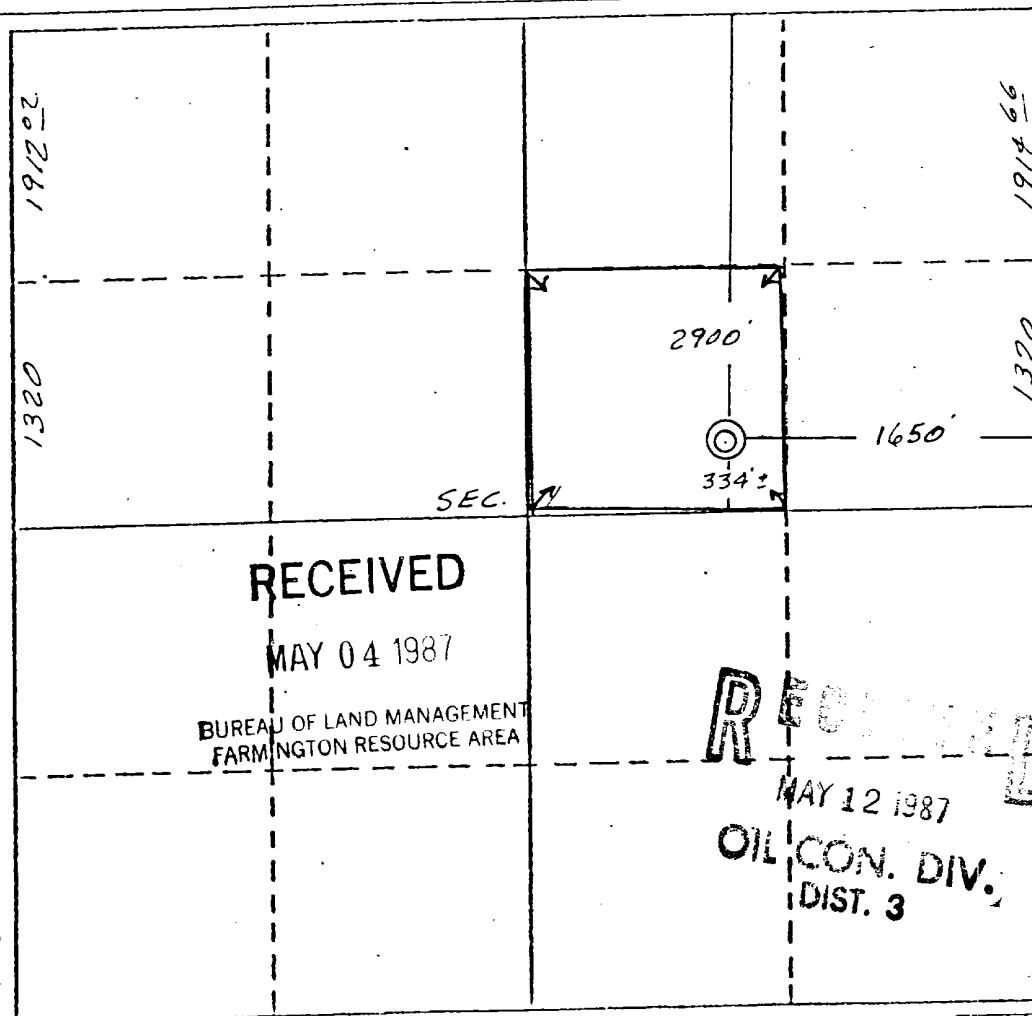 1912 02
1914 66
1320
1320
2900'
1650'
334'±
SEC.
RECEIVED
MAY 04 1987
BUREAU OF LAND MANAGEMENT
FARMINGTON RESOURCE AREA
MAY 12 1987
OIL CON. DIV.
DIST. 3